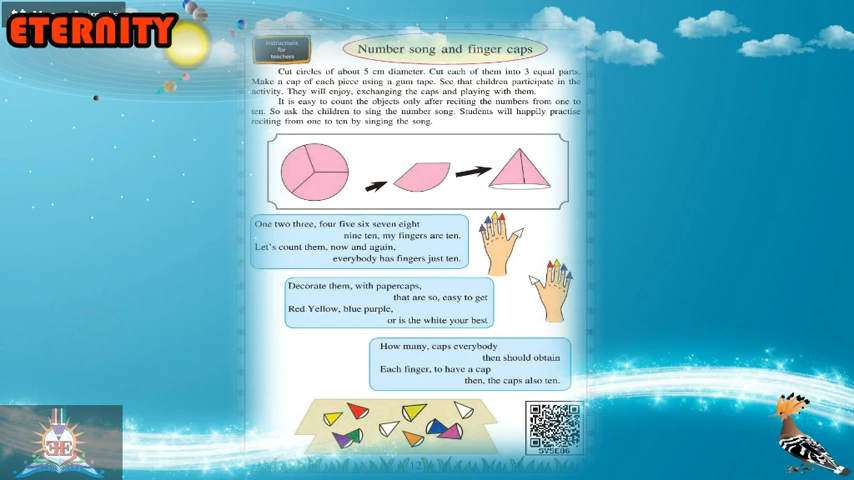 ETERNITY
Instructions
for
teachers
Number song and finger caps
Cut circles of about 5 cm diameter. Cut each of them into 3 equal parts.
Make a cap of each piece using a gum tape. See that children participate in the
activity. They will enjoy, exchanging the caps and playing with them.
It is easy to count the objects only after reciting the numbers from one to
ten. So ask the children to sing the number song. Students will happily practise
reciting from one to ten by singing the song.
One two three, four five six seven eight
nine ten, my fingers are ten.
Let's count them, now and again,
everybody has fingers just ten.
Decorate them, with papercaps,
that are so, easy to get
Red Yellow, blue purple,
or is the white your best
How many, caps everybody
then should obtain
Each finger, to have a cap
then, the caps also ten.
SVSE06
12